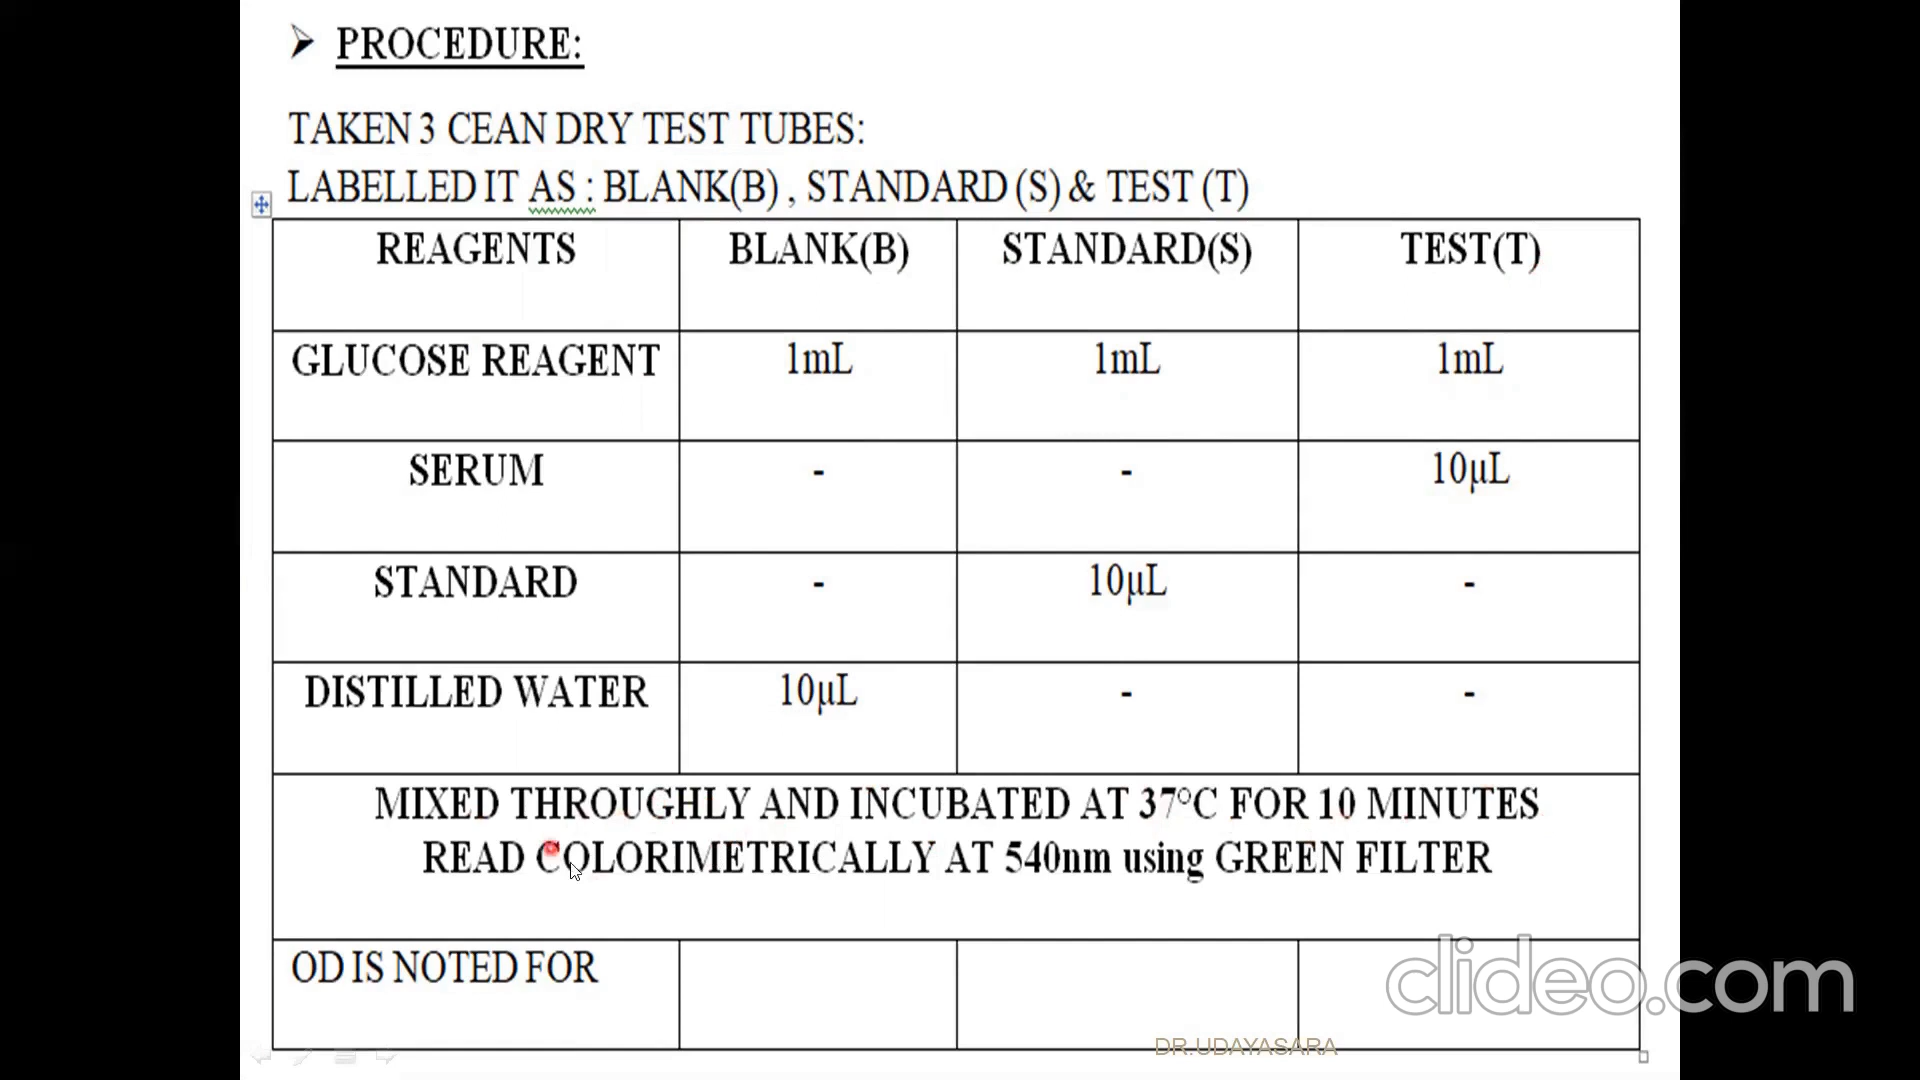 ➢ PROCEDURE:
TAKEN 3 CEAN DRY TEST TUBES:
LABELLED IT AS : BLANK(B) , STANDARD (S) & TEST (T)
REAGENTS BLANK(B) STANDARD(S) TEST(T)
GLUCOSE REAGENT 1mL 1mL 1mL
SERUM - - 10µL
STANDARD - 10µL -
DISTILLED WATER 10µL - -
MIXED THROUGHLY AND INCUBATED AT 37°C FOR 10 MINUTES
READ COLORIMETRICALLY AT 540nm using GREEN FILTER
OD IS NOTED FOR
clideo.com
DR.UDAYASARA